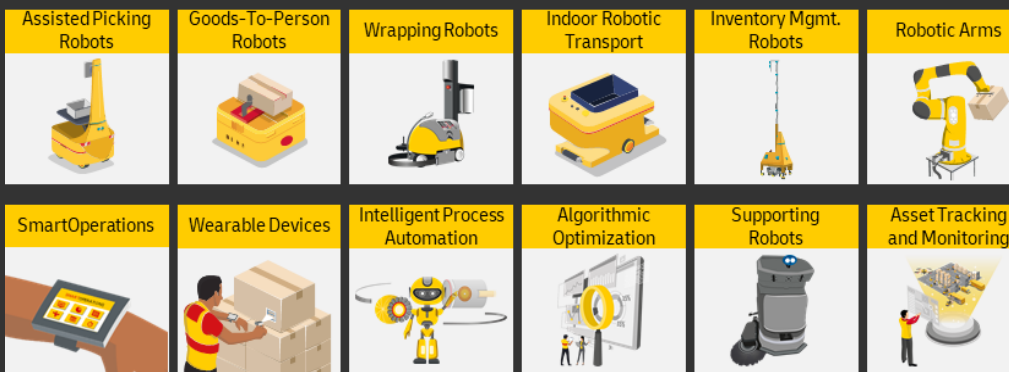 Assisted Picking
Robots
Goods-To-Person
Robots
Wrapping Robots
Indoor Robotic
Transport
Inventory Mgmt.
Robots
Robotic Arms
SmartOperations
Wearable Devices
Intelligent Process
Automation
Algorithmic
Optimization
Supporting
Robots
Asset Tracking
and Monitoring